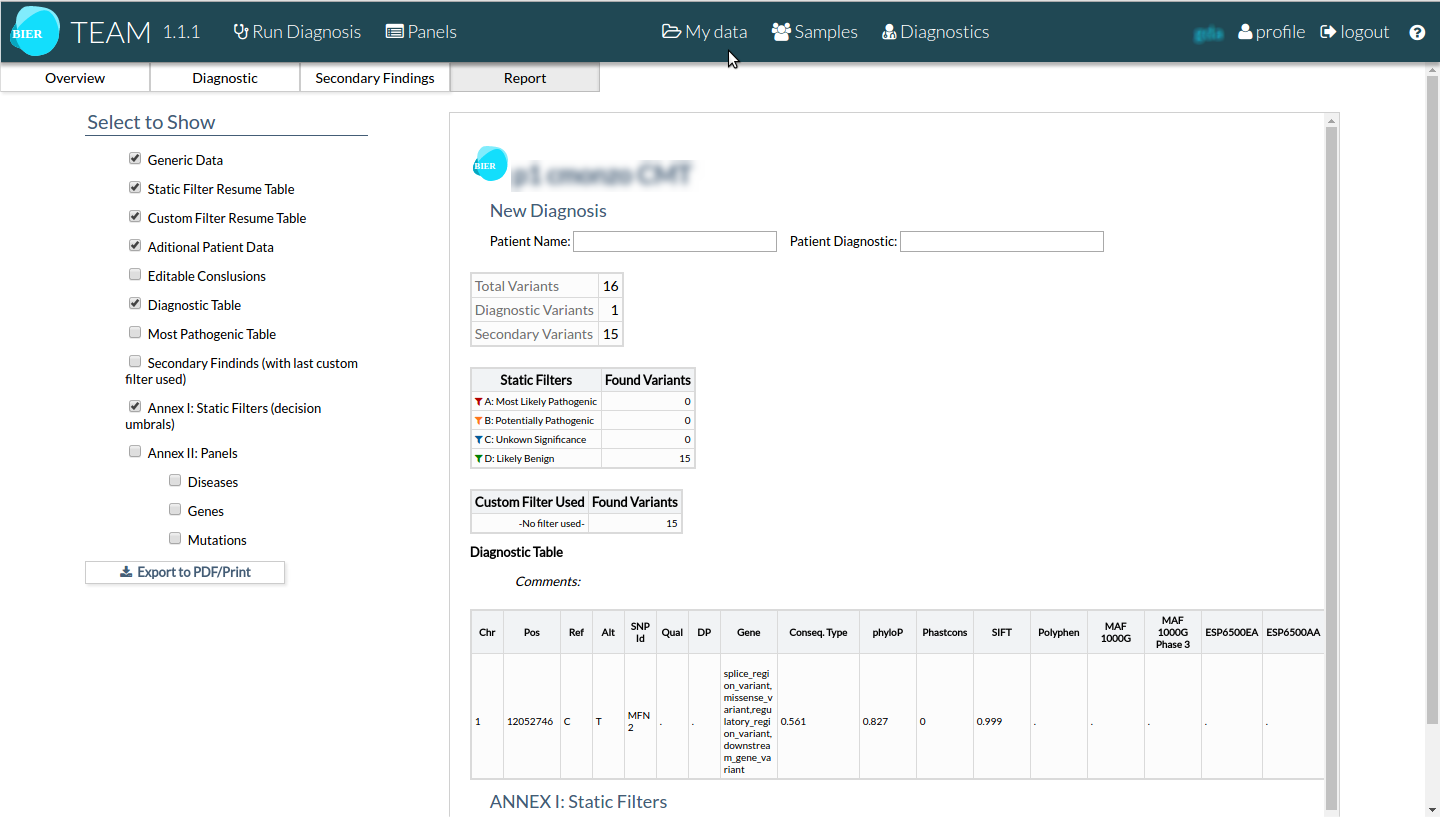 BIER TEAM 1.1.1 Run Diagnosis Panels My data Samples Diagnostics profile logout
Overview Diagnostic Secondary Findings Report
Select to Show
Generic Data
Static Filter Resume Table
Custom Filter Resume Table
Aditional Patient Data
Editable Conslusions
Diagnostic Table
Most Pathogenic Table
Secondary Findinds (with last custom
filter used)
Annex I: Static Filters (decision
umbrals)
Annex II: Panels
Diseases
Genes
Mutations
Export to PDF/Print
BIER
New Diagnosis
Patient Name: Patient Diagnostic:
Total Variants 16
Diagnostic Variants 1
Secondary Variants 15
Static Filters Found Variants
A: Most Likely Pathogenic 0
B: Potentially Pathogenic 0
C: Unkown Significance 0
D: Likely Benign 15
Custom Filter Used Found Variants
-No filter used- 15
Diagnostic Table
Comments:
Chr Pos Ref Alt SNP Id Qual DP Gene Conseq. Type phyloP Phastcons SIFT Polyphen MAF 1000G MAF 1000G Phase 3 ESP6500EA ESP6500AA
1 12052746 C T MFN2 . . splice_region_variant,missense_variant,regulatory_region_variant,downstream_gene_variant 0.561 0.827 0 0.999 . . . . .
ANNEX I: Static Filters